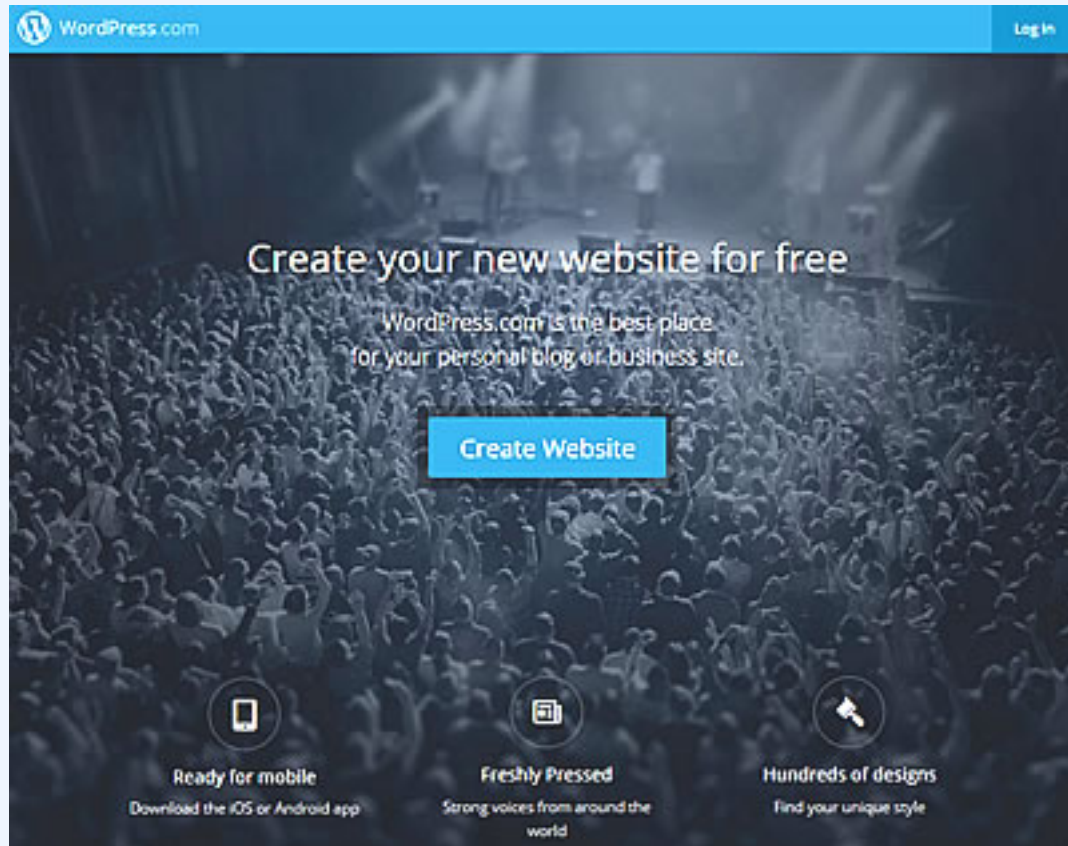 WordPress.com
Log In
Create your new website for free
WordPress.com is the best place
for your personal blog or business site.
Create Website
Ready for mobile
Download the iOS or Android app
Freshly Pressed
Strong voices from around the
world
Hundreds of designs
Find your unique style